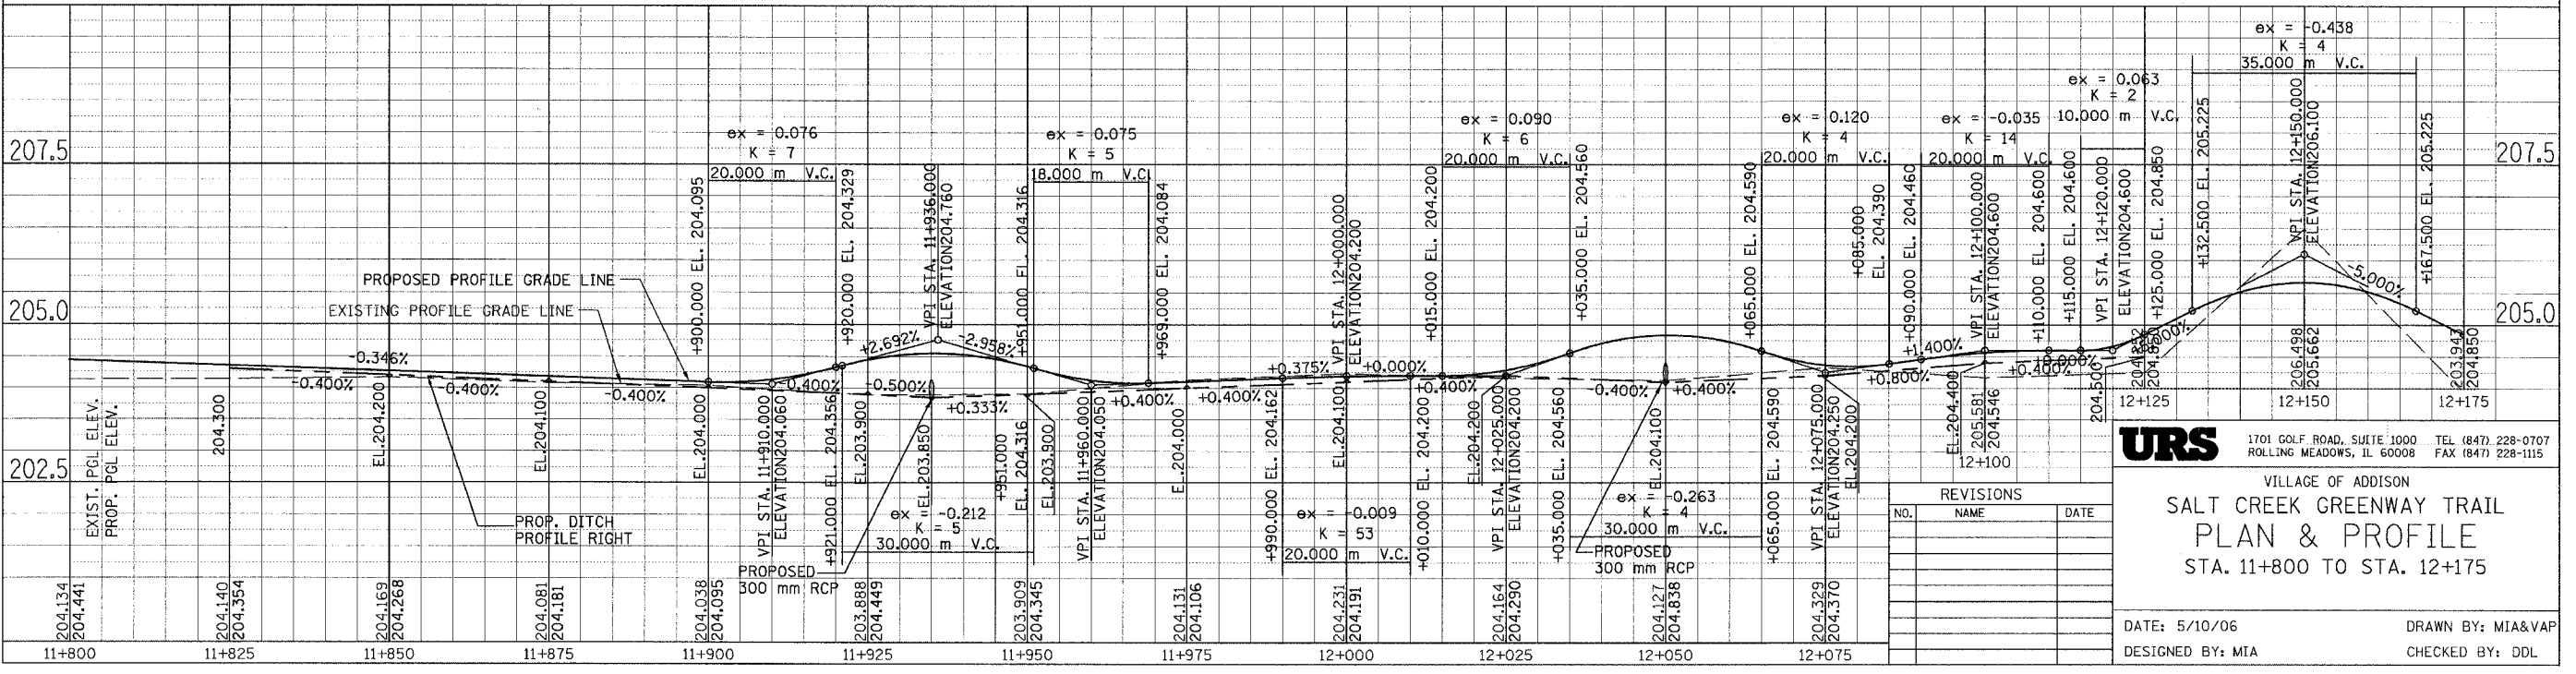 ex = -0.438
K = 4
35.000 m V.C.
ex = 0.063
K = 2
10.000 m V.C.
ex = 0.076
K = 7
20.000 m V.C.
ex = 0.075
K = 5
18.000 m V.C.
ex = 0.090
K = 6
20.000 m V.C.
ex = 0.120
K = 4
20.000 m V.C.
ex = -0.035
K = 14
20.000 m V.C.
207.5
207.5
205.0
205.0
202.5
PROPOSED PROFILE GRADE LINE
EXISTING PROFILE GRADE LINE
+900.000 EL. 204.095
+920.000 EL. 204.329
VPI STA. 11+936.000
ELEVATION204.760
+951.000 EL. 204.316
+969.000 EL. 204.084
VPI STA. 12+000.000
ELEVATION204.200
+015.000 EL. 204.200
+035.000 EL. 204.560
+065.000 EL. 204.590
+085.000
EL. 204.390
+090.000 EL. 204.460
VPI STA. 12+100.000
ELEVATION204.600
+110.000 EL. 204.600
+115.000 EL. 204.600
VPI STA. 12+120.000
ELEVATION204.600
+125.000 EL. 204.850
+132.500 EL. 205.225
VPI STA. 12+150.000
ELEVATION206.100
+167.500 EL. 205.225
-0.346%
-0.400%
-0.400%
-0.400%
-0.400%
+2.692%
-2.958%
-0.500%
+0.333%
+0.400%
+0.400%
+0.375%
+0.000%
+0.400%
-0.400%
+0.400%
+0.800%
+1.400%
+0.400%
+0.000%
-5.000%
EXIST. PGL ELEV.
PROP. PGL ELEV.
204.300
EL.204.200
EL.204.100
EL.204.000
VPI STA. 11+910.000
ELEVATION204.060
+921.000 EL. 204.356
EL.203.900
EL.203.850
+951.000
EL. 204.316
EL.203.900
VPI STA. 11+960.000
ELEVATION204.050
EL.204.000
+990.000 EL. 204.162
EL.204.100
+010.000 EL. 204.200
EL.204.200
VPI STA. 12+025.000
ELEVATION204.200
+035.000 EL. 204.560
EL.204.100
+065.000 EL. 204.590
VPI STA. 12+075.000
ELEVATION204.250
EL.204.200
EL.204.400
205.581
204.546
12+100
204.500
204.850
12+125
206.498
205.662
12+150
203.943
204.850
12+175
PROP. DITCH
PROFILE RIGHT
ex = -0.212
K = 5
30.000 m V.C.
PROPOSED
300 mm RCP
ex = -0.009
K = 53
20.000 m V.C.
ex = -0.263
K = 4
30.000 m V.C.
PROPOSED
300 mm RCP
204.134
204.441
204.140
204.354
204.169
204.268
204.081
204.181
204.038
204.095
203.888
204.449
203.909
204.345
204.131
204.106
204.231
204.191
204.164
204.290
204.127
204.838
204.329
204.370
11+800 11+825 11+850 11+875 11+900 11+925 11+950 11+975 12+000 12+025 12+050 12+075
REVISIONS
NO. NAME DATE
URS
1701 GOLF ROAD, SUITE 1000 TEL (847) 228-0707
ROLLING MEADOWS, IL 60008 FAX (847) 228-1115
VILLAGE OF ADDISON
SALT CREEK GREENWAY TRAIL
PLAN & PROFILE
STA. 11+800 TO STA. 12+175
DATE: 5/10/06 DRAWN BY: MIA&VAP
DESIGNED BY: MIA CHECKED BY: DDL